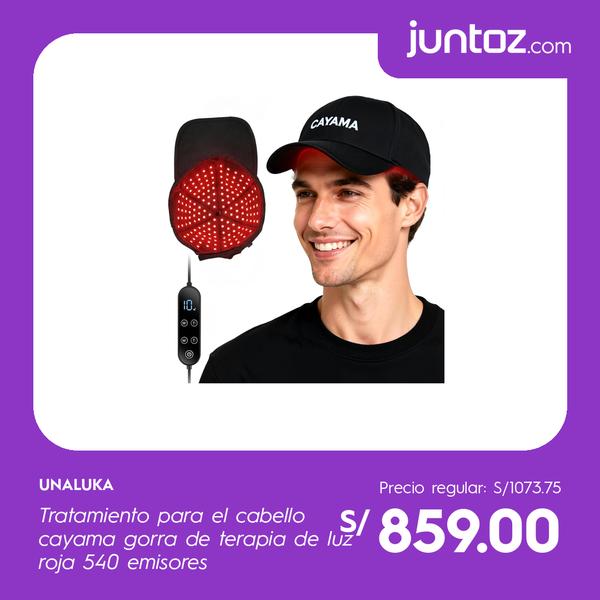 juntoz.com
CAYAMA
10
UNALUKA
Precio regular: S/1073.75
Tratamiento para el cabello
cayama gorra de terapia de luz
roja 540 emisores
S/ 859.00